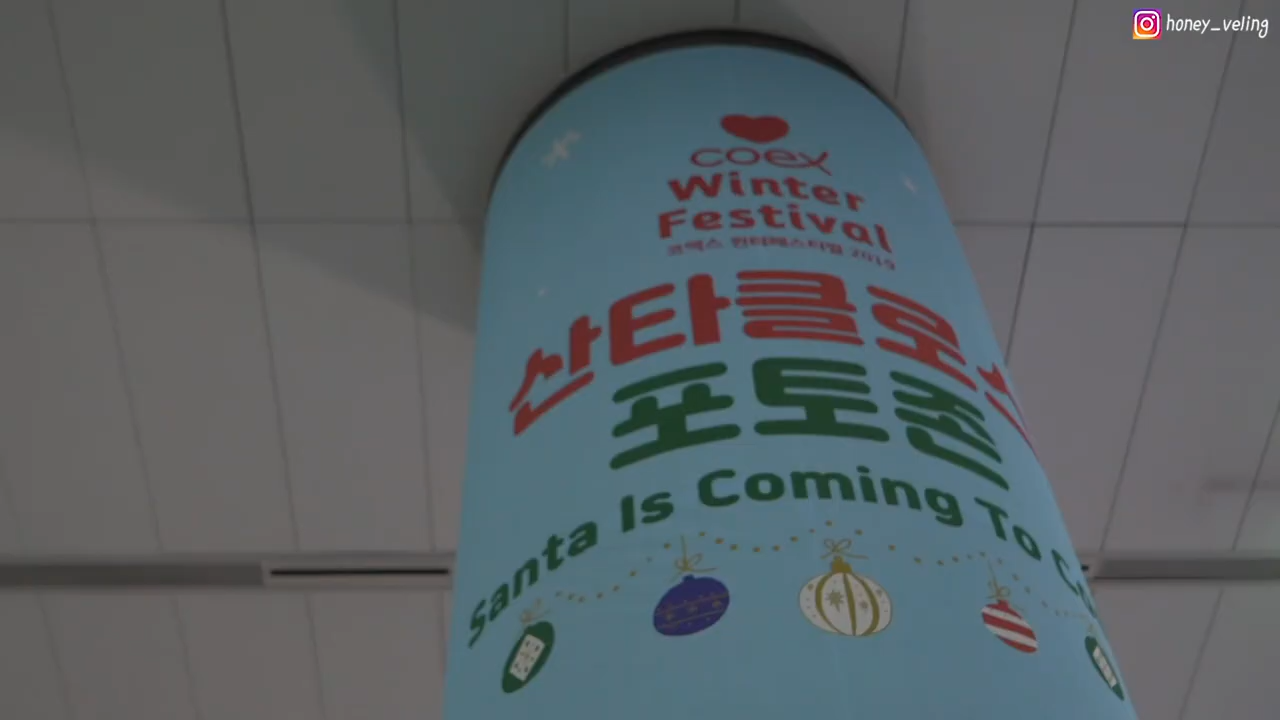 honey_veling
coex
Winter
Festival
코엑스 윈터페스티벌 2019
산타클로스
포토존
Santa Is Coming To